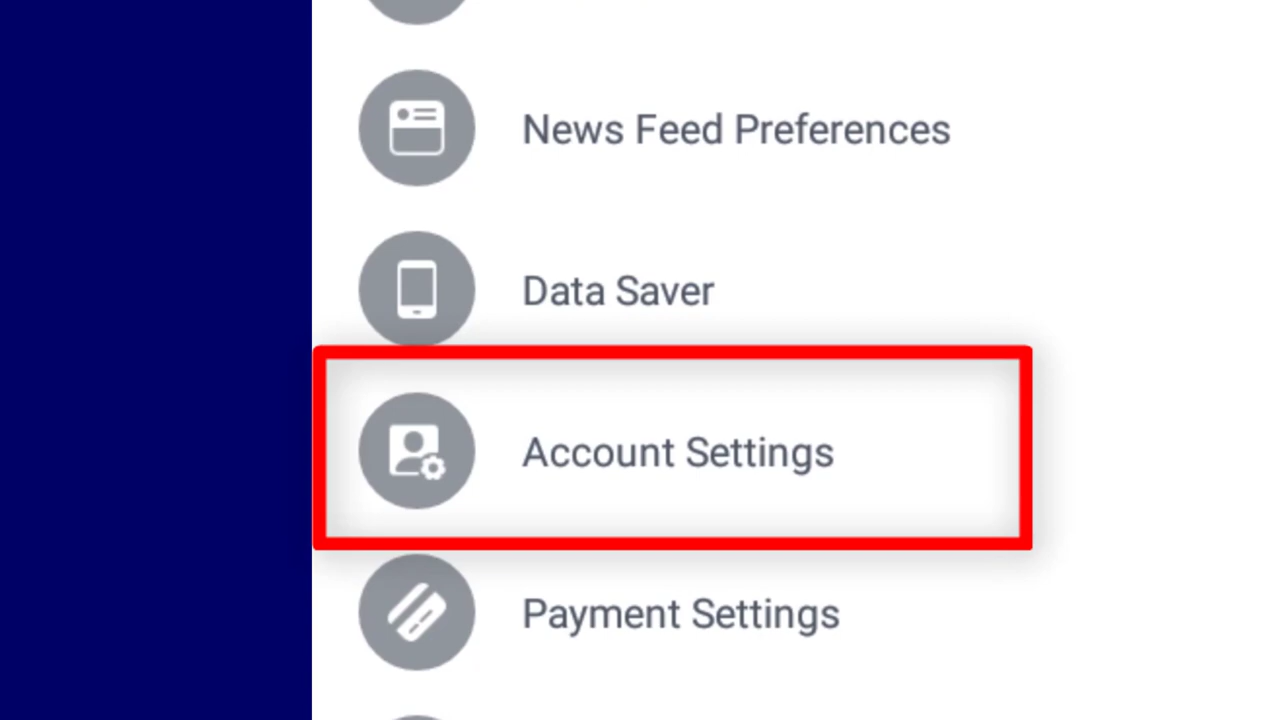 News Feed Preferences
Data Saver
Account Settings
Payment Settings